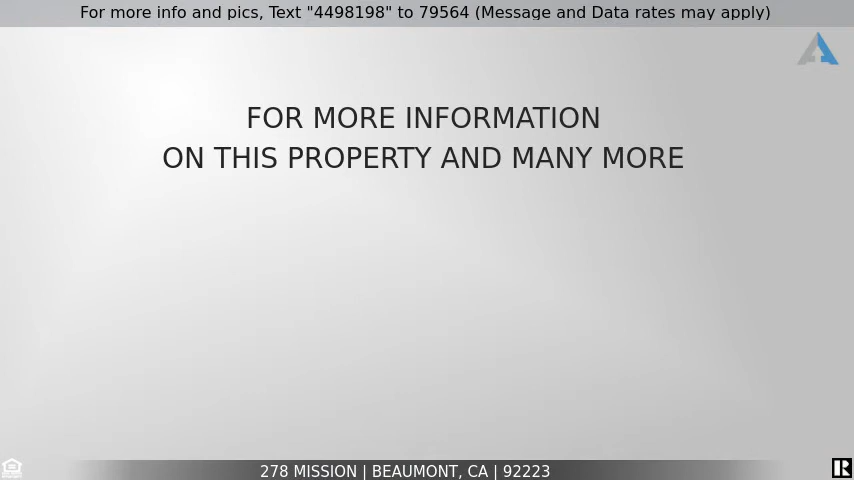 For more info and pics, Text "4498198" to 79564 (Message and Data rates may apply)
FOR MORE INFORMATION
ON THIS PROPERTY AND MANY MORE
278 MISSION | BEAUMONT, CA | 92223